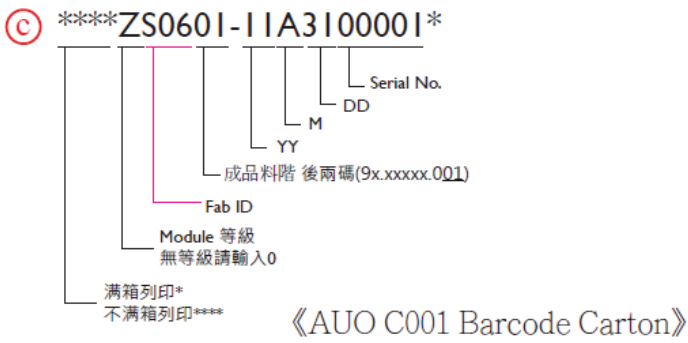 c ****ZS0601-11A3100001*
Serial No.
DD
M
YY
成品料階 後兩碼(9x.xxxxx.001)
Fab ID
Module 等級
無等級請輸入0
満箱列印*
不満箱列印****
《AUO C001 Barcode Carton》